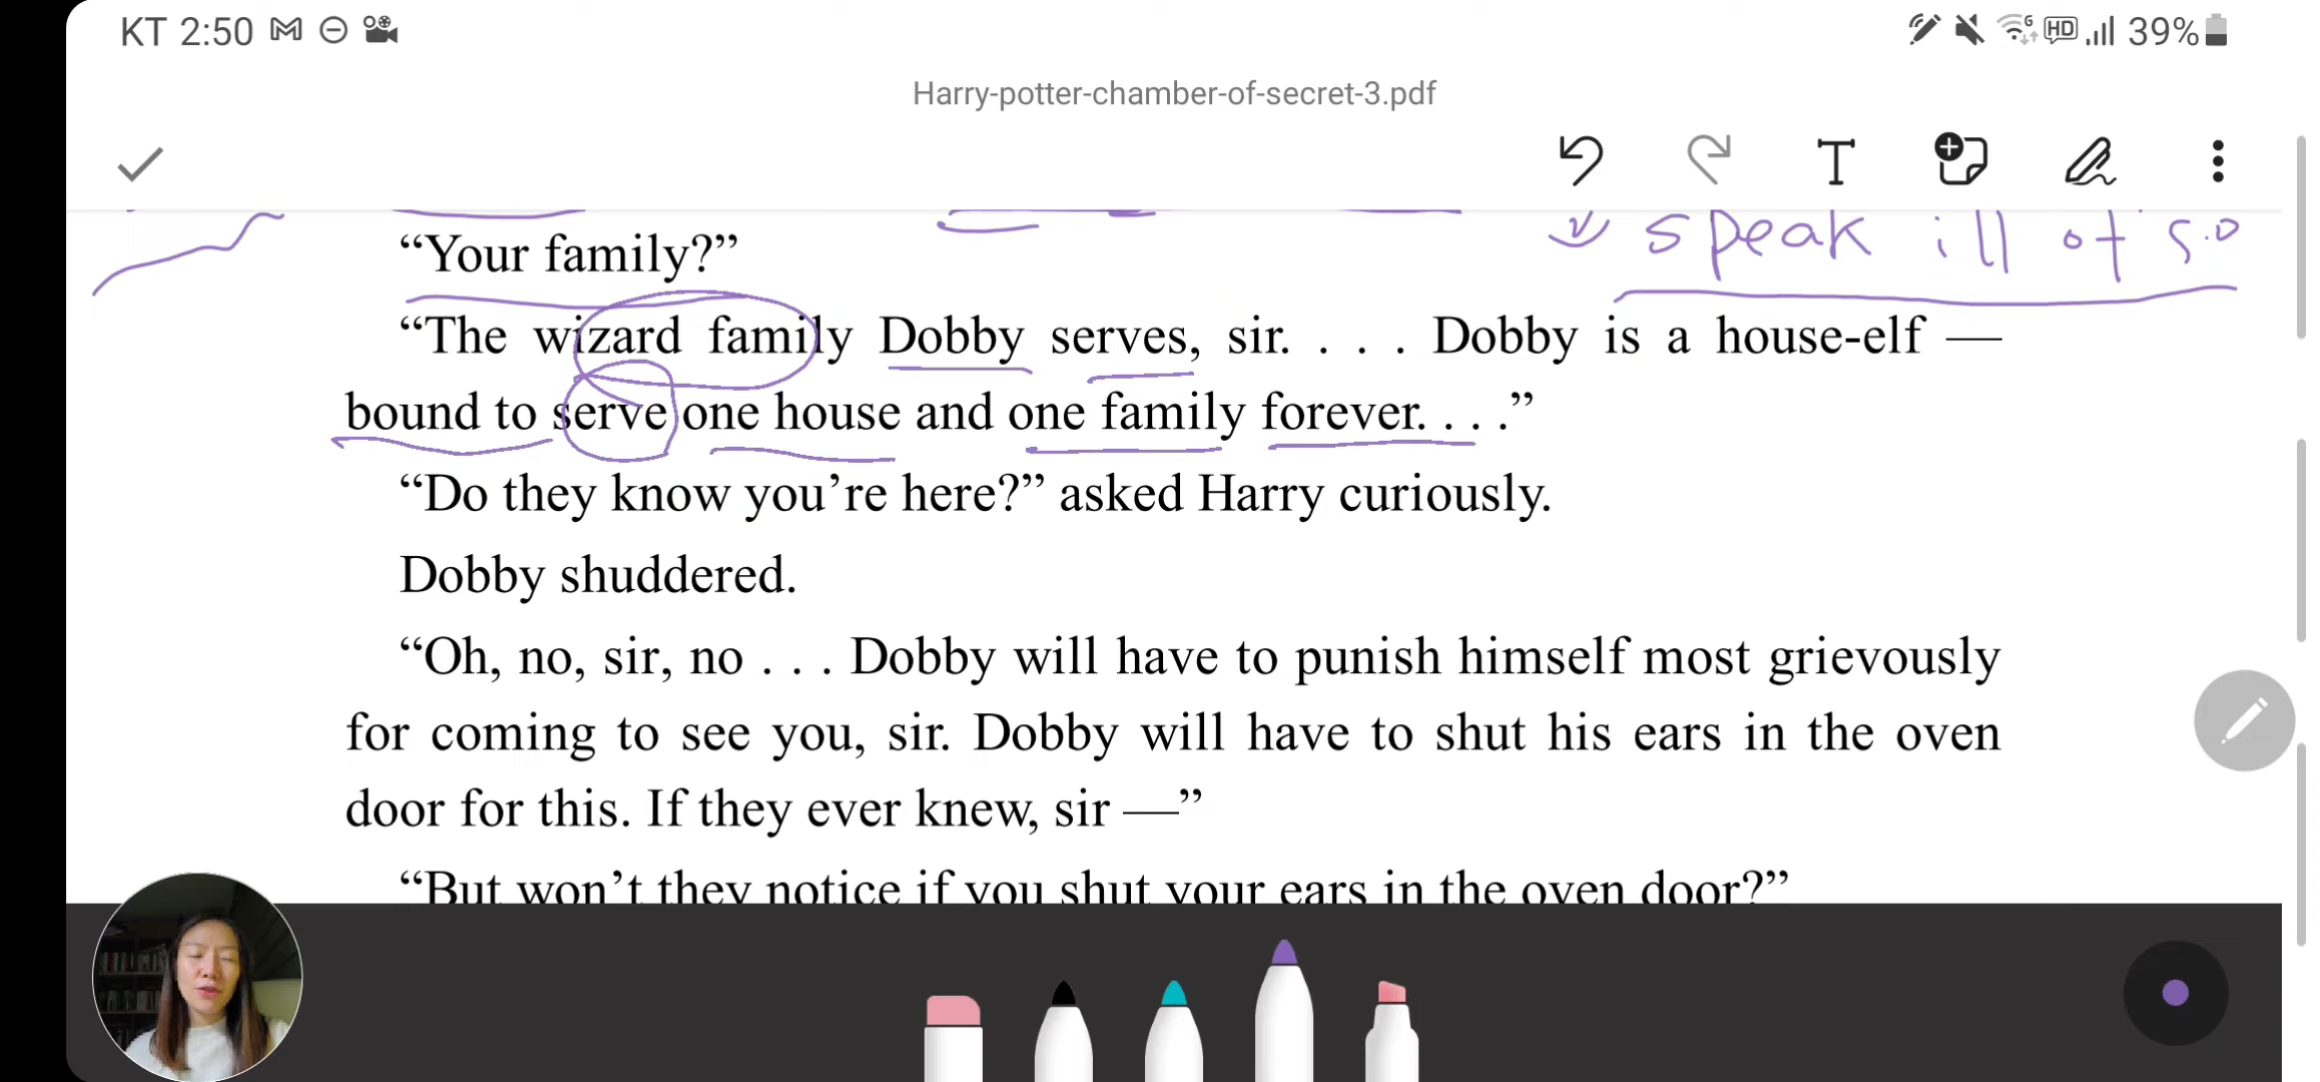 KT 2:50
HD 39%
Harry-potter-chamber-of-secret-3.pdf
T
speak ill of s.o
“Your family?”
“The wizard family Dobby serves, sir. . . . Dobby is a house-elf —
bound to serve one house and one family forever. . . .”
“Do they know you’re here?” asked Harry curiously.
Dobby shuddered.
“Oh, no, sir, no . . . Dobby will have to punish himself most grievously
for coming to see you, sir. Dobby will have to shut his ears in the oven
door for this. If they ever knew, sir —”
“But won’t they notice if you shut your ears in the oven door?”